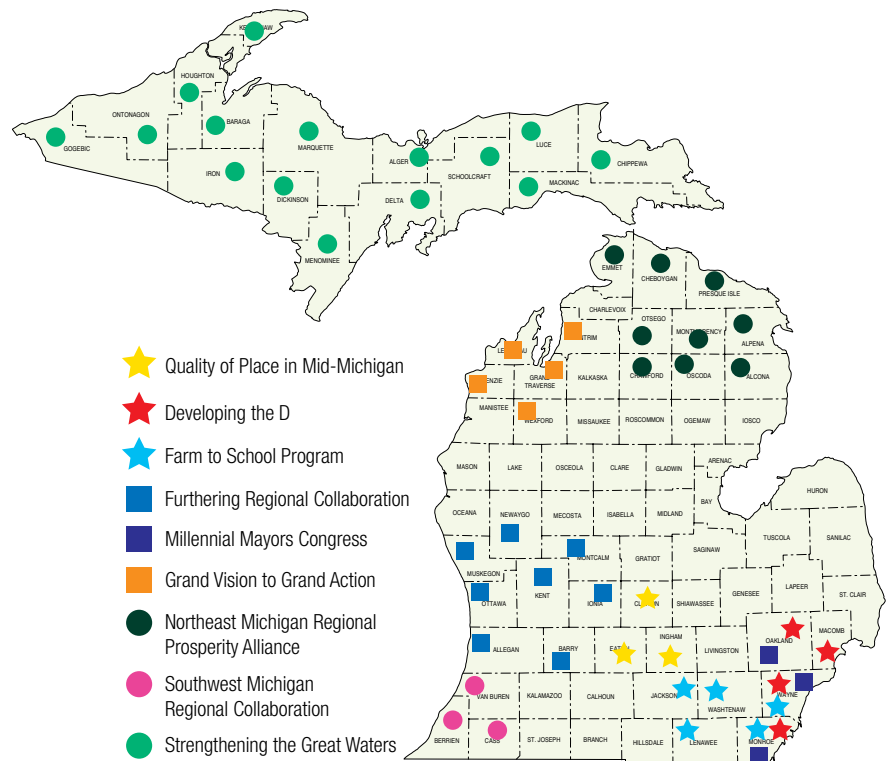 HOUGHTON
ONTONAGON
BARAGA
GOGEBIC
MARQUETTE
LUCE
ALGER
CHIPPEWA
IRON
SCHOOLCRAFT
MACKINAC
DICKINSON
DELTA
MENOMINEE
EMMET
CHEBOYGAN
PRESQUE ISLE
CHARLEVOIX
OTSEGO
ALPENA
GRAND
TRAVERSE
KALKASKA
CRAWFORD
OSCODA
ALCONA
MANISTEE
WEXFORD
MISSAUKEE
ROSCOMMON
OGEMAW
IOSCO
ARENAC
MASON
LAKE
OSCEOLA
CLARE
GLADWIN
HURON
BAY
OCEANA
NEWAYGO
MECOSTA
ISABELLA
MIDLAND
TUSCOLA
SANILAC
SAGINAW
MONTCALM
GRATIOT
MUSKEGON
LAPEER
GENESEE
ST. CLAIR
KENT
OTTAWA
IONIA
SHIAWASSEE
MACOMB
OAKLAND
INGHAM
LIVINGSTON
ALLEGAN
BARRY
VAN BUREN
KALAMAZOO
CALHOUN
JACKSON
WASHTENAW
WAYNE
BERRIEN
CASS
ST. JOSEPH
BRANCH
HILLSDALE
LENAWEE
MONROE
Quality of Place in Mid-Michigan
Developing the D
Farm to School Program
Furthering Regional Collaboration
Millennial Mayors Congress
Grand Vision to Grand Action
Northeast Michigan Regional
Prosperity Alliance
Southwest Michigan
Regional Collaboration
Strengthening the Great Waters